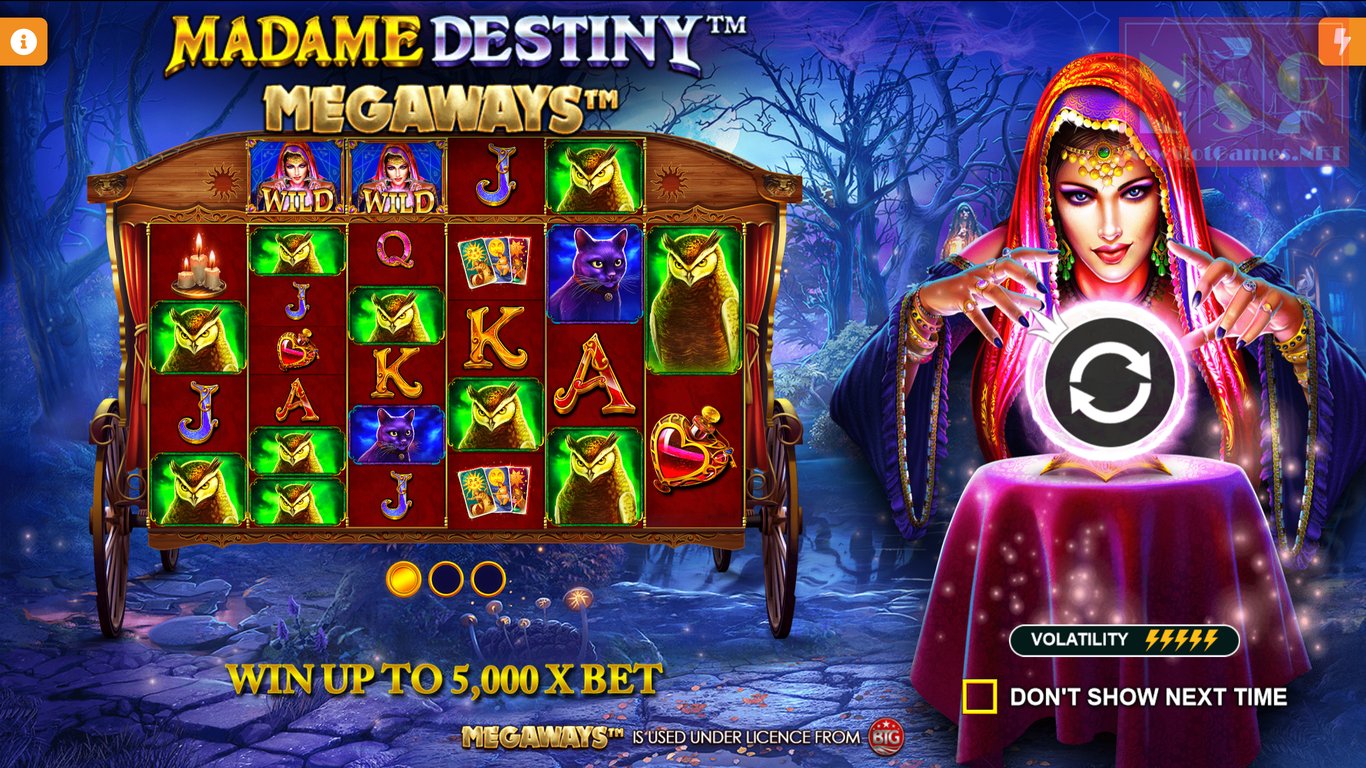 MADAME DESTINY™
MEGAWAYS™
WILD
WILD
J
Q
J
K
K
A
J
A
J
WIN UP TO 5,000 X BET
VOLATILITY
DON'T SHOW NEXT TIME
MEGAWAYS™ IS USED UNDER LICENCE FROM BIG